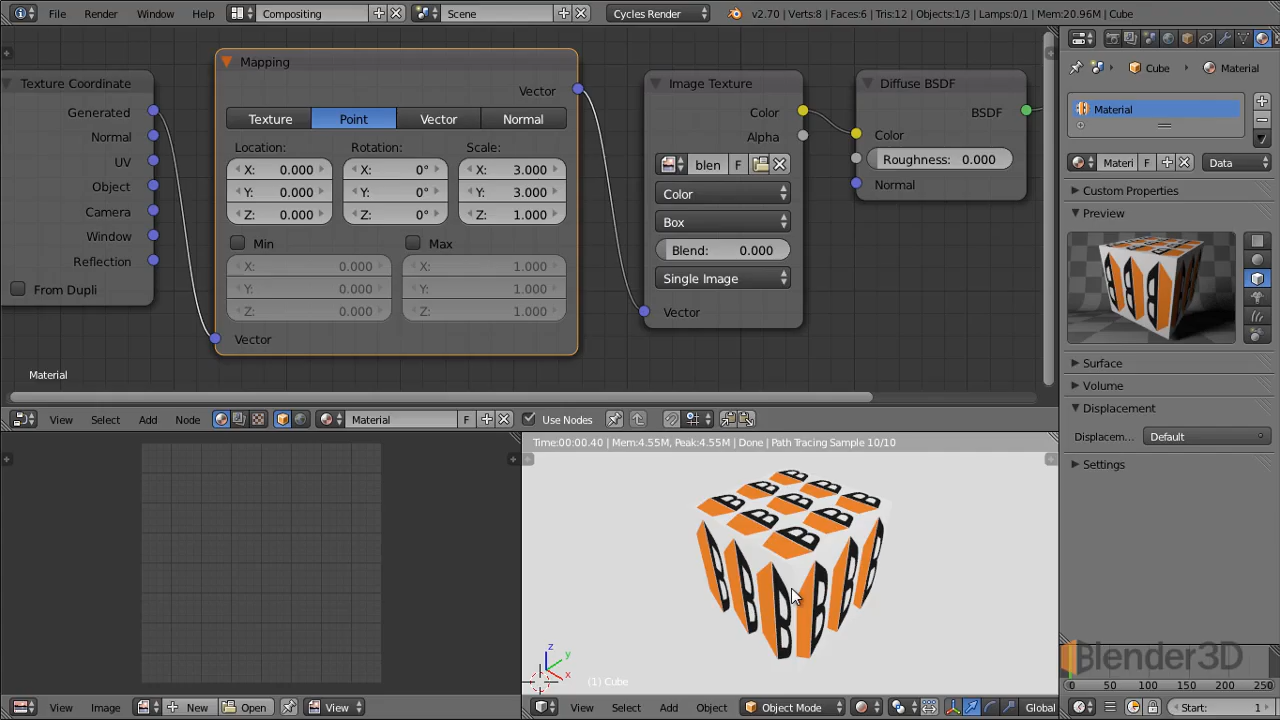 File Render Window Help Compositing Scene Cycles Render v2.70 | Verts:8 | Faces:6 | Tris:12 | Objects:1/3 | Lamps:0/1 | Mem:20.96M | Cube
Texture Coordinate
Generated
Normal
UV
Object
Camera
Window
Reflection
From Dupli
Mapping
Vector
Texture Point Vector Normal
Location: Rotation: Scale:
X: 0.000 X: 0° X: 3.000
Y: 0.000 Y: 0° Y: 3.000
Z: 0.000 Z: 0° Z: 1.000
Min Max
X: 0.000 X: 1.000
Y: 0.000 Y: 1.000
Z: 0.000 Z: 1.000
Vector
Image Texture
Color
Alpha
blen F
Color
Box
Blend: 0.000
Single Image
Vector
Diffuse BSDF
BSDF
Color
Roughness: 0.000
Normal
Material
View Select Add Node Material F Use Nodes
Cube Material
Material
Materi F Data
Custom Properties
Preview
B B B
Surface
Volume
Displacement
Displacem... Default
Settings
Time:00:00.40 | Mem:4.55M, Peak:4.55M | Done | Path Tracing Sample 10/10
B B B B B B B B B
B B B B B B
z
y
x
(1) Cube
View Image New Open View
View Select Add Object Object Mode Global
Blender3D
0 50 100 150 200 250
Start: 1